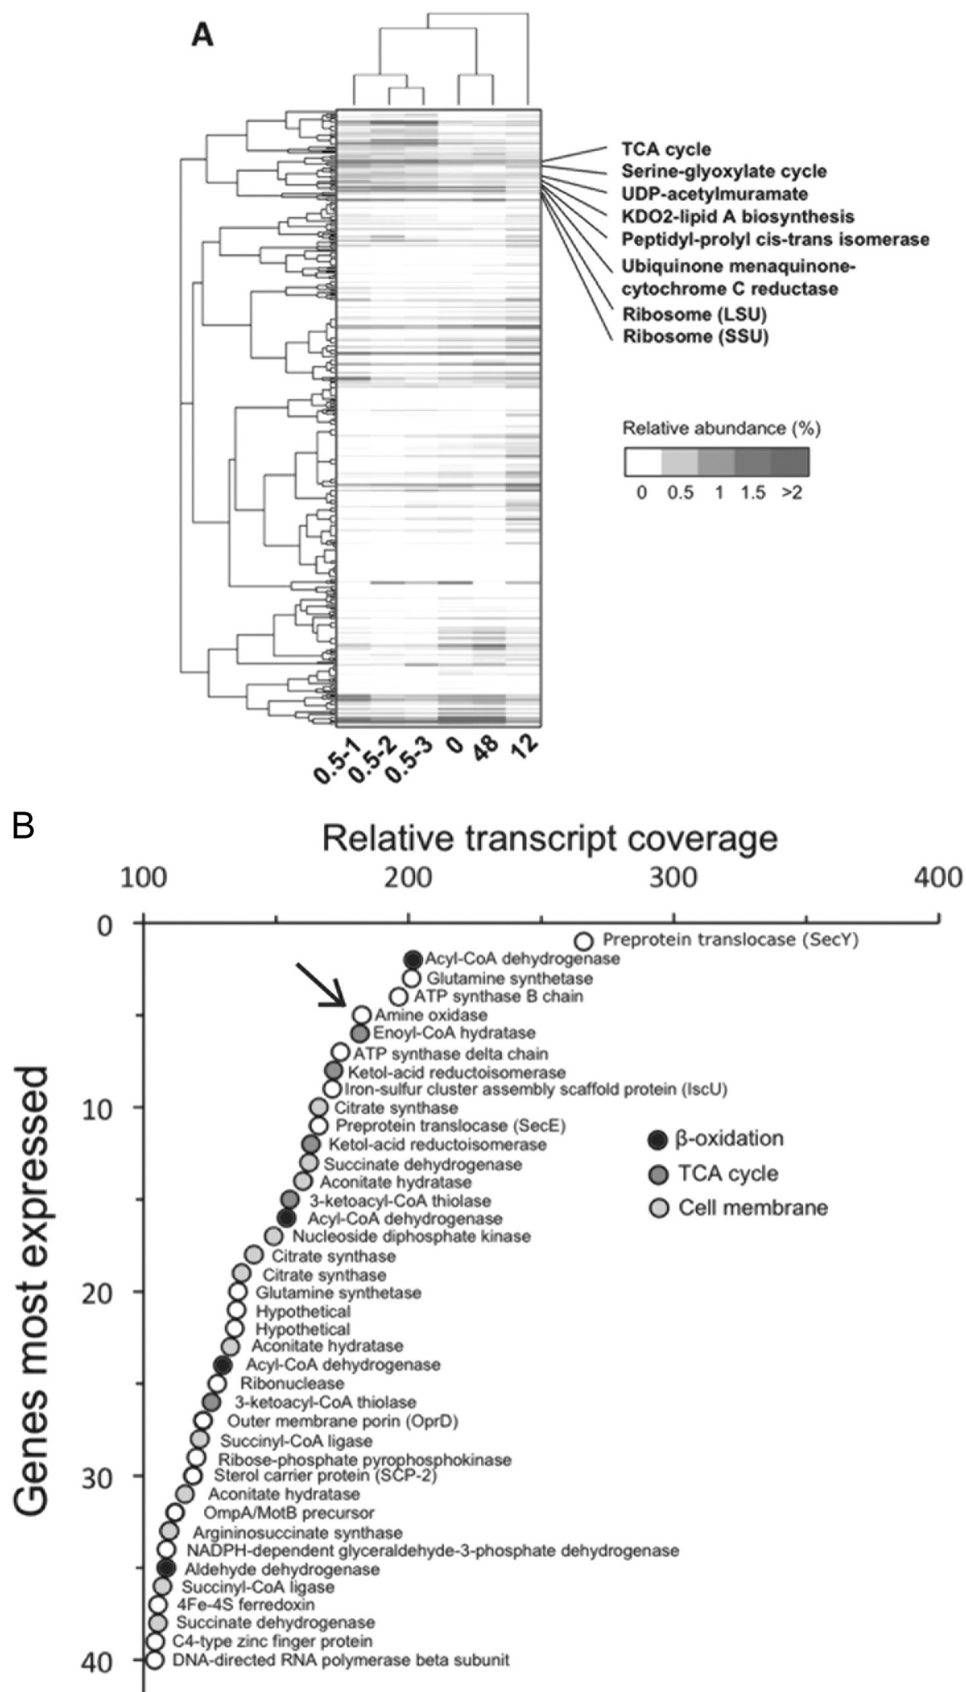 A
TCA cycle
Serine-glyoxylate cycle
UDP-acetylmuramate
KDO2-lipid A biosynthesis
Peptidyl-prolyl cis-trans isomerase
Ubiquinone menaquinone-
cytochrome C reductase
Ribosome (LSU)
Ribosome (SSU)
Relative abundance (%)
0 0.5 1 1.5 >2
0.5-1 0.5-2 0.5-3 0 48 12
B
Relative transcript coverage
100 200 300 400
0
Preprotein translocase (SecY)
Acyl-CoA dehydrogenase
Glutamine synthetase
ATP synthase B chain
Amine oxidase
Enoyl-CoA hydratase
ATP synthase delta chain
Ketol-acid reductoisomerase
Iron-sulfur cluster assembly scaffold protein (IscU)
10
Citrate synthase
Preprotein translocase (SecE)
Ketol-acid reductoisomerase
Succinate dehydrogenase
Aconitate hydratase
3-ketoacyl-CoA thiolase
Acyl-CoA dehydrogenase
Nucleoside diphosphate kinase
Citrate synthase
Citrate synthase
20
Glutamine synthetase
Hypothetical
Hypothetical
Aconitate hydratase
Acyl-CoA dehydrogenase
Ribonuclease
3-ketoacyl-CoA thiolase
Outer membrane porin (OprD)
Succinyl-CoA ligase
Ribose-phosphate pyrophosphokinase
30
Sterol carrier protein (SCP-2)
Aconitate hydratase
OmpA/MotB precursor
Argininosuccinate synthase
NADPH-dependent glyceraldehyde-3-phosphate dehydrogenase
Aldehyde dehydrogenase
Succinyl-CoA ligase
4Fe-4S ferredoxin
Succinate dehydrogenase
C4-type zinc finger protein
40
DNA-directed RNA polymerase beta subunit
β-oxidation
TCA cycle
Cell membrane
Genes most expressed